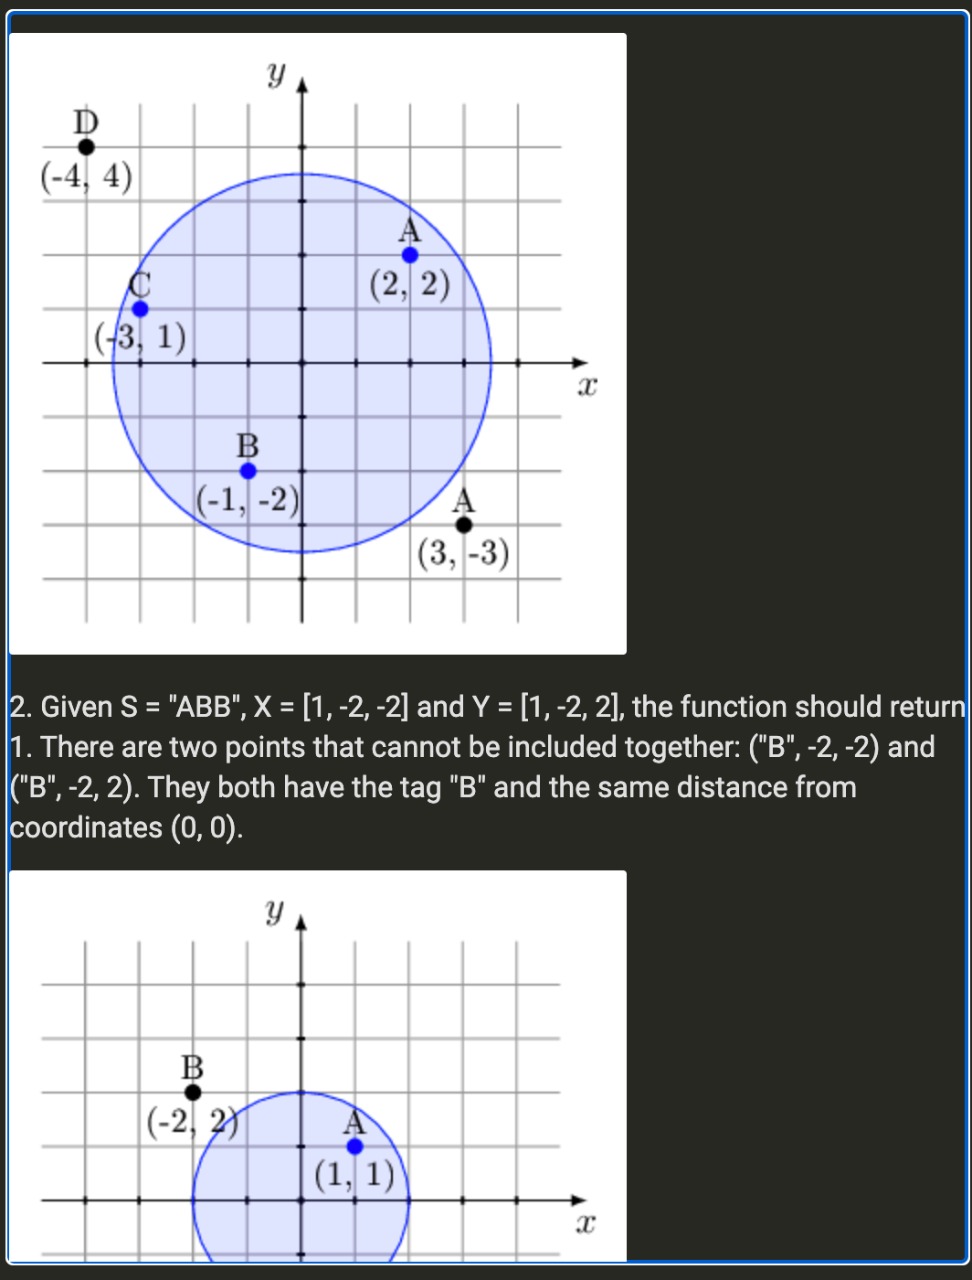 y
D
(-4, 4)
A
(2, 2)
C
(-3, 1)
x
B
(-1, -2)
A
(3, -3)
2. Given S = "ABB", X = [1, -2, -2] and Y = [1, -2, 2], the function should return
1. There are two points that cannot be included together: ("B", -2, -2) and
("B", -2, 2). They both have the tag "B" and the same distance from
coordinates (0, 0).
y
B
(-2, 2)
A
(1, 1)
x